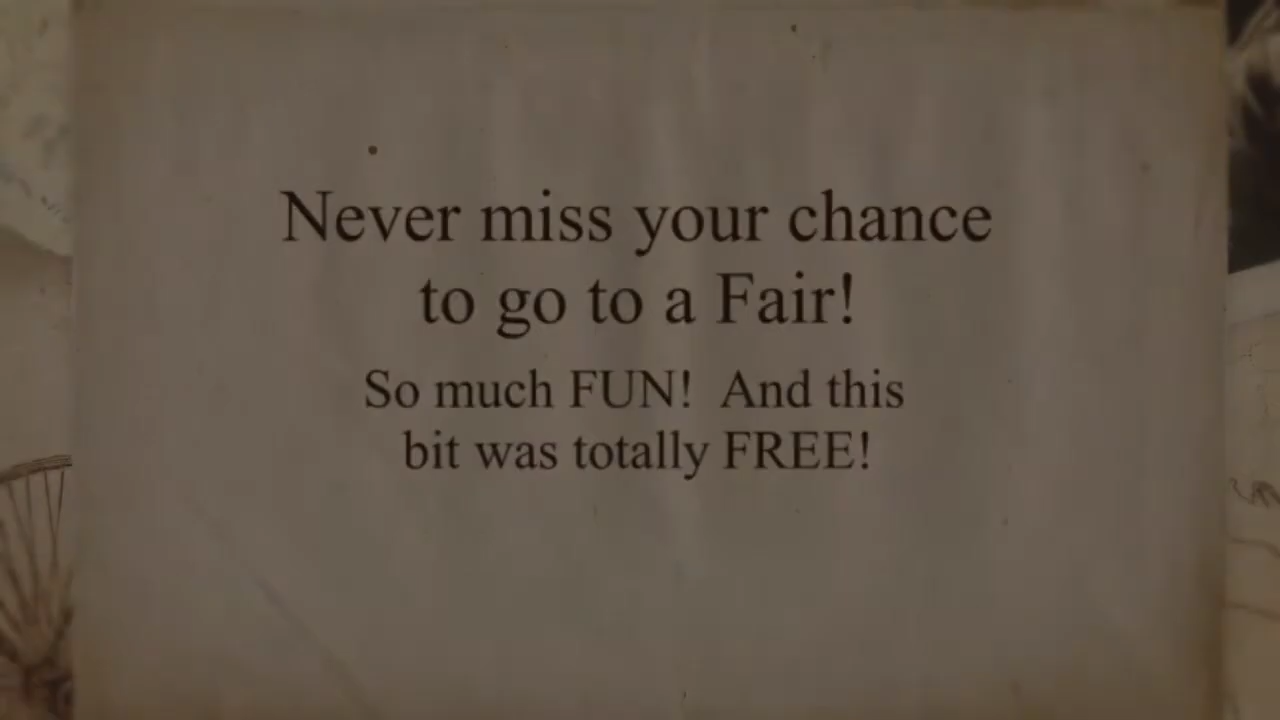 Never miss your chance
to go to a Fair!
So much FUN!  And this
bit was totally FREE!